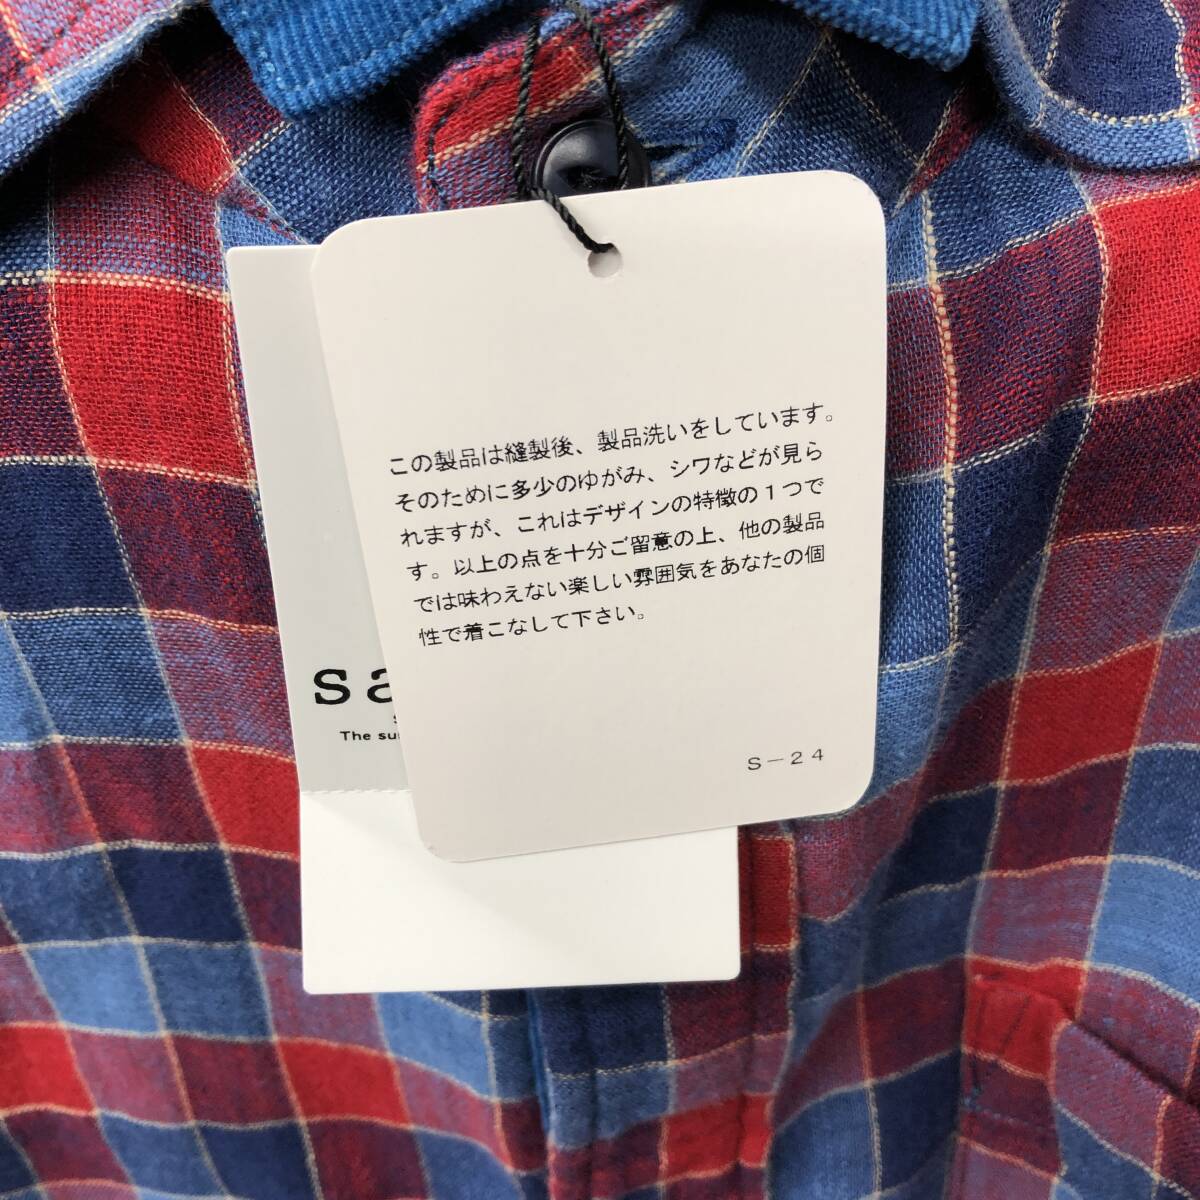 この製品は縫製後、製品洗いをしています。
そのために多少のゆがみ、シワなどが見ら
れますが、これはデザインの特徴の１つで
す。以上の点を十分ご留意の上、他の製品
では味わえない楽しい雰囲気をあなたの個
性で着こなして下さい。
S－２４
The